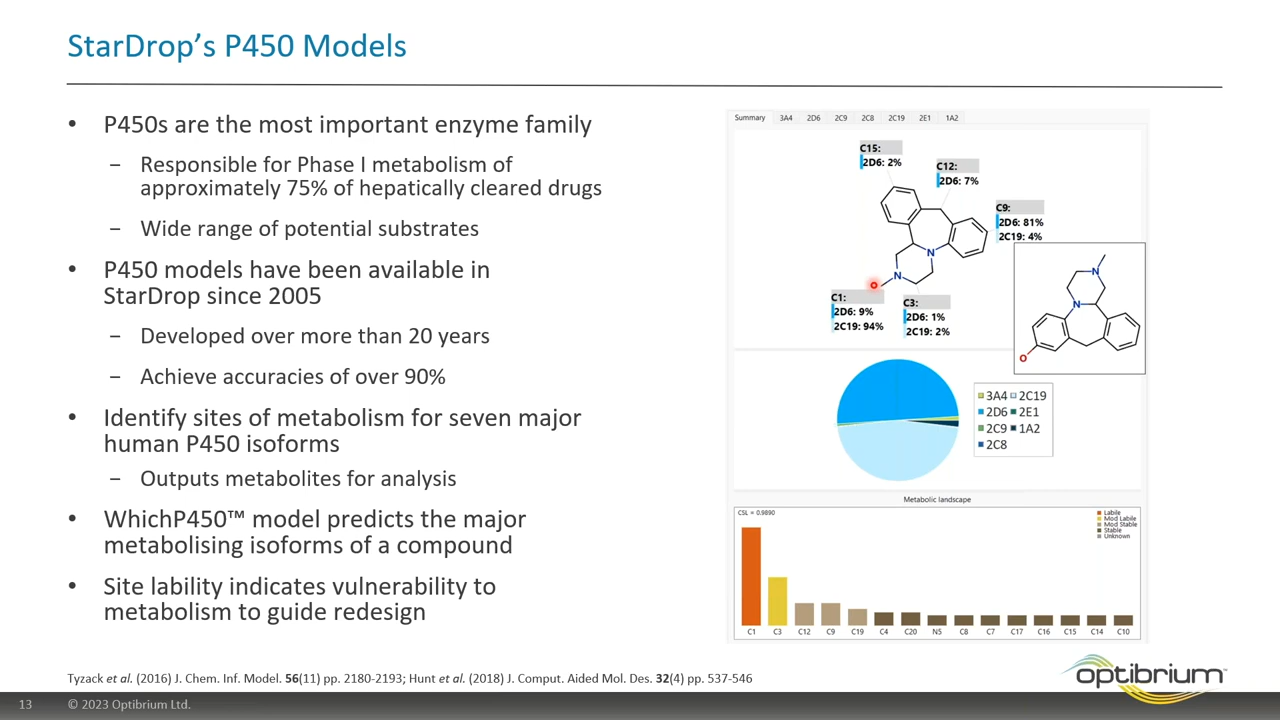 StarDrop's P450 Models
• P450s are the most important enzyme family
– Responsible for Phase I metabolism of
approximately 75% of hepatically cleared drugs
– Wide range of potential substrates
• P450 models have been available in
StarDrop since 2005
– Developed over more than 20 years
– Achieve accuracies of over 90%
• Identify sites of metabolism for seven major
human P450 isoforms
– Outputs metabolites for analysis
• WhichP450™ model predicts the major
metabolising isoforms of a compound
• Site lability indicates vulnerability to
metabolism to guide redesign
Summary 3A4 2D6 2C9 2C8 2C19 2E1 1A2
C15:
2D6: 2%
C12:
2D6: 7%
C9:
2D6: 81%
2C19: 4%
N
N
O
C1:
2D6: 9%
2C19: 94%
C3:
2D6: 1%
2C19: 2%
N
N
O
3A4 2C19
2D6 2E1
2C9 1A2
2C8
Metabolic landscape
CSL = 0.9890
Labile
Mod Labile
Mod Stable
Stable
Unknown
C1 C3 C12 C9 C19 C4 C20 N5 C8 C7 C17 C16 C15 C14 C10
Tyzack et al. (2016) J. Chem. Inf. Model. 56(11) pp. 2180-2193; Hunt et al. (2018) J. Comput. Aided Mol. Des. 32(4) pp. 537-546
optibrium™
13 © 2023 Optibrium Ltd.